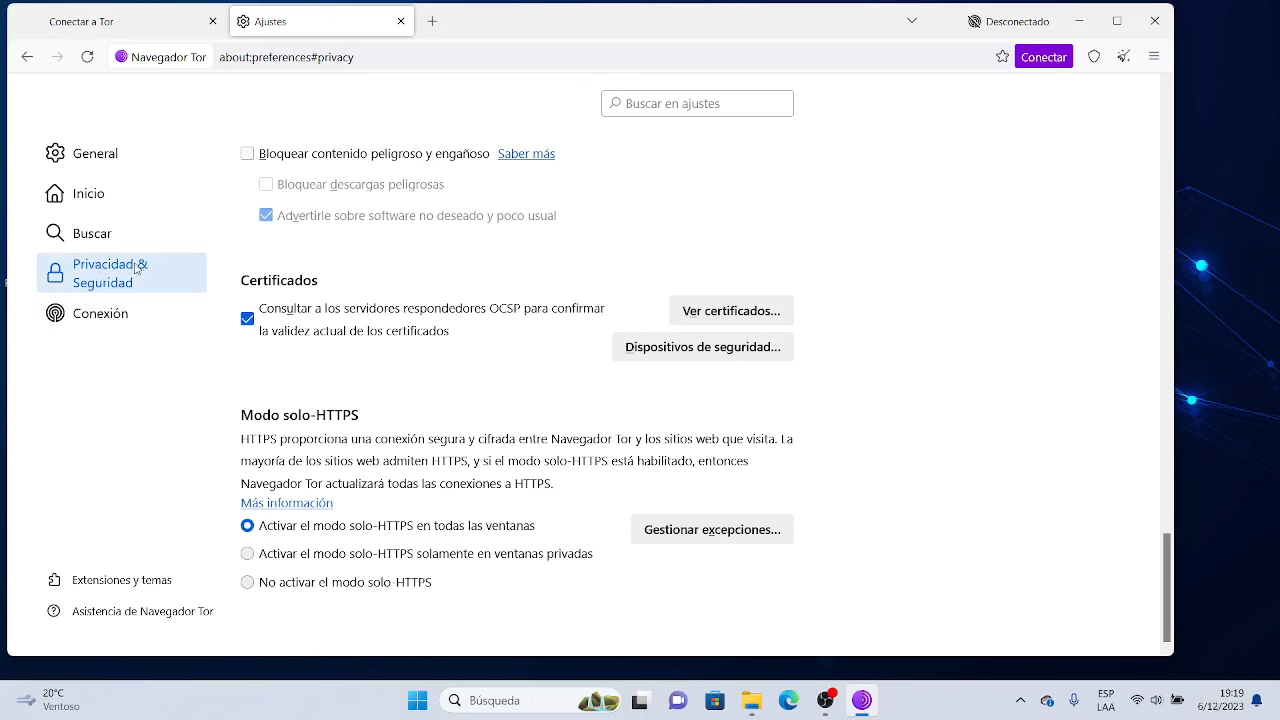 Conectar a Tor
Ajustes
Desconectado
Navegador Tor
about:preferences#privacy
Conectar
Buscar en ajustes
General
Inicio
Buscar
Privacidad &
Seguridad
Conexión
Extensiones y temas
Asistencia de Navegador Tor
Bloquear contenido peligroso y engañoso Saber más
Bloquear descargas peligrosas
Advertirle sobre software no deseado y poco usual
Certificados
Consultar a los servidores respondedores OCSP para confirmar
la validez actual de los certificados
Ver certificados...
Dispositivos de seguridad...
Modo solo-HTTPS
HTTPS proporciona una conexión segura y cifrada entre Navegador Tor y los sitios web que visita. La
mayoría de los sitios web admiten HTTPS, y si el modo solo-HTTPS está habilitado, entonces
Navegador Tor actualizará todas las conexiones a HTTPS.
Más información
Activar el modo solo-HTTPS en todas las ventanas
Gestionar excepciones...
Activar el modo solo-HTTPS solamente en ventanas privadas
No activar el modo solo-HTTPS
20°C
Ventoso
Búsqueda
ESP
LAA
19:19
6/12/2023